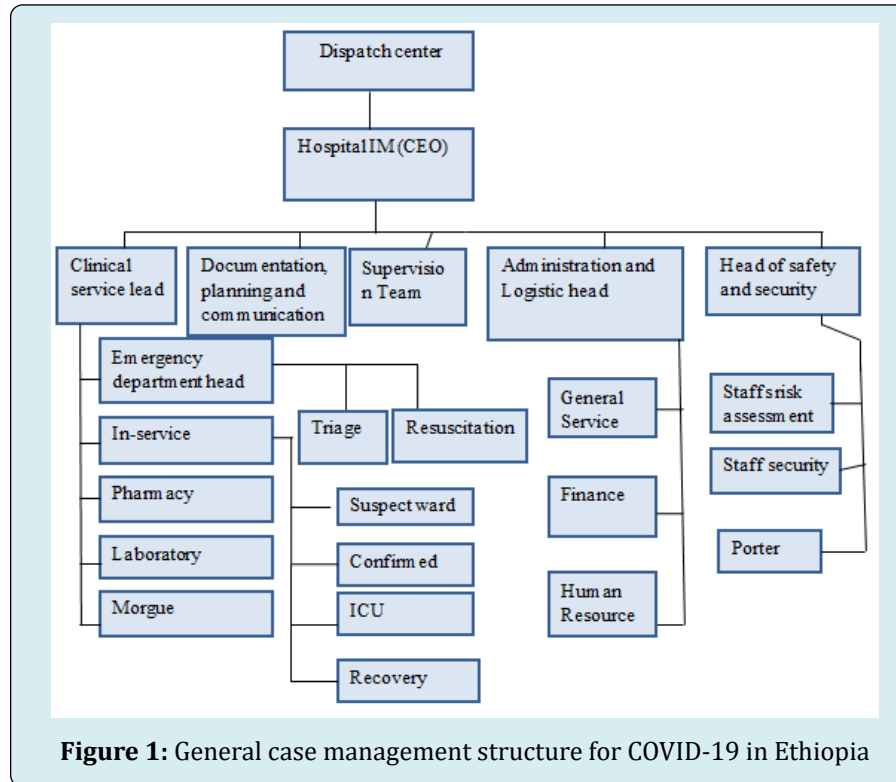 Dispatch center
Hospital IM (CEO)
Clinical
service lead
Documentation,
planning and
communication
Supervisio
n Team
Administration and
Logistic head
Head of safety
and security
Emergency
department head
Triage
Resuscitation
In-service
Pharmacy
Laboratory
Morgue
Suspect ward
Confirmed
ICU
Recovery
General
Service
Finance
Human
Resource
Staffs risk
assessment
Staff security
Porter
Figure 1: General case management structure for COVID-19 in Ethiopia